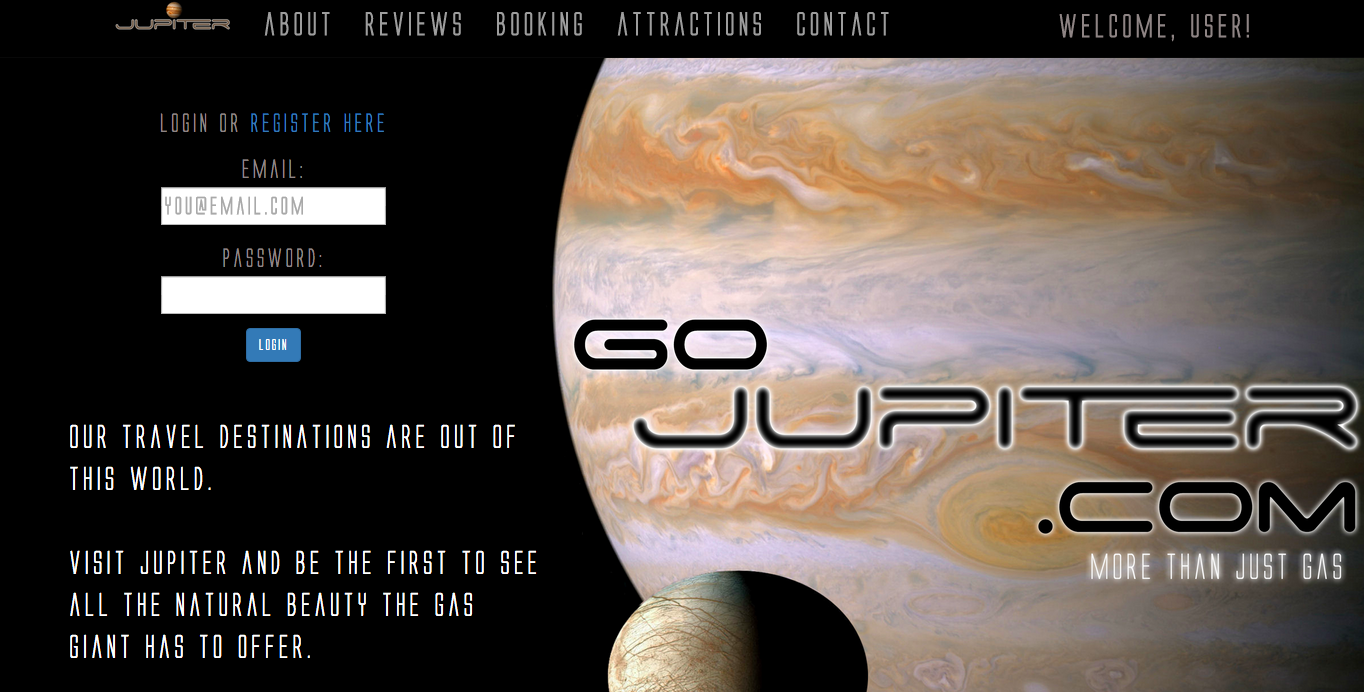 JUPITER
ABOUT REVIEWS BOOKING ATTRACTIONS CONTACT
WELCOME, USER!
LOGIN OR REGISTER HERE
EMAIL:
YOU@EMAIL.COM
PASSWORD:
LOGIN
OUR TRAVEL DESTINATIONS ARE OUT OF
THIS WORLD.
VISIT JUPITER AND BE THE FIRST TO SEE
ALL THE NATURAL BEAUTY THE GAS
GIANT HAS TO OFFER.
GO
JUPITER
.COM
MORE THAN JUST GAS